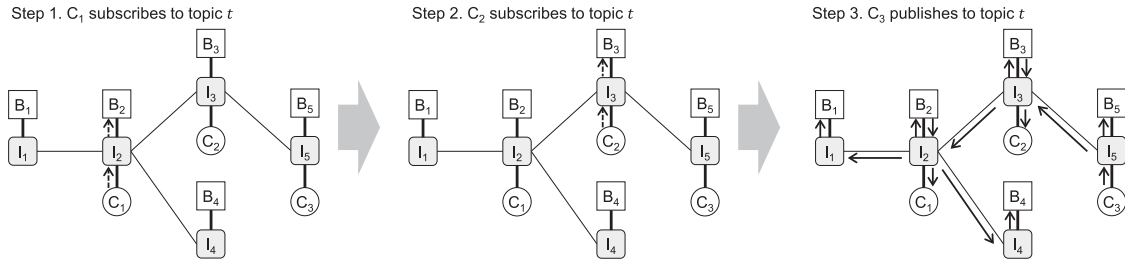 Step 1. C₁ subscribes to topic t
B₃
B₁
B₂
I₃
B₅
C₂
I₁
I₂
I₅
C₁
B₄
C₃
I₄
Step 2. C₂ subscribes to topic t
B₃
B₁
B₂
I₃
B₅
C₂
I₁
I₂
I₅
C₁
B₄
C₃
I₄
Step 3. C₃ publishes to topic t
B₃
B₁
B₂
I₃
B₅
C₂
I₁
I₂
I₅
C₁
B₄
C₃
I₄